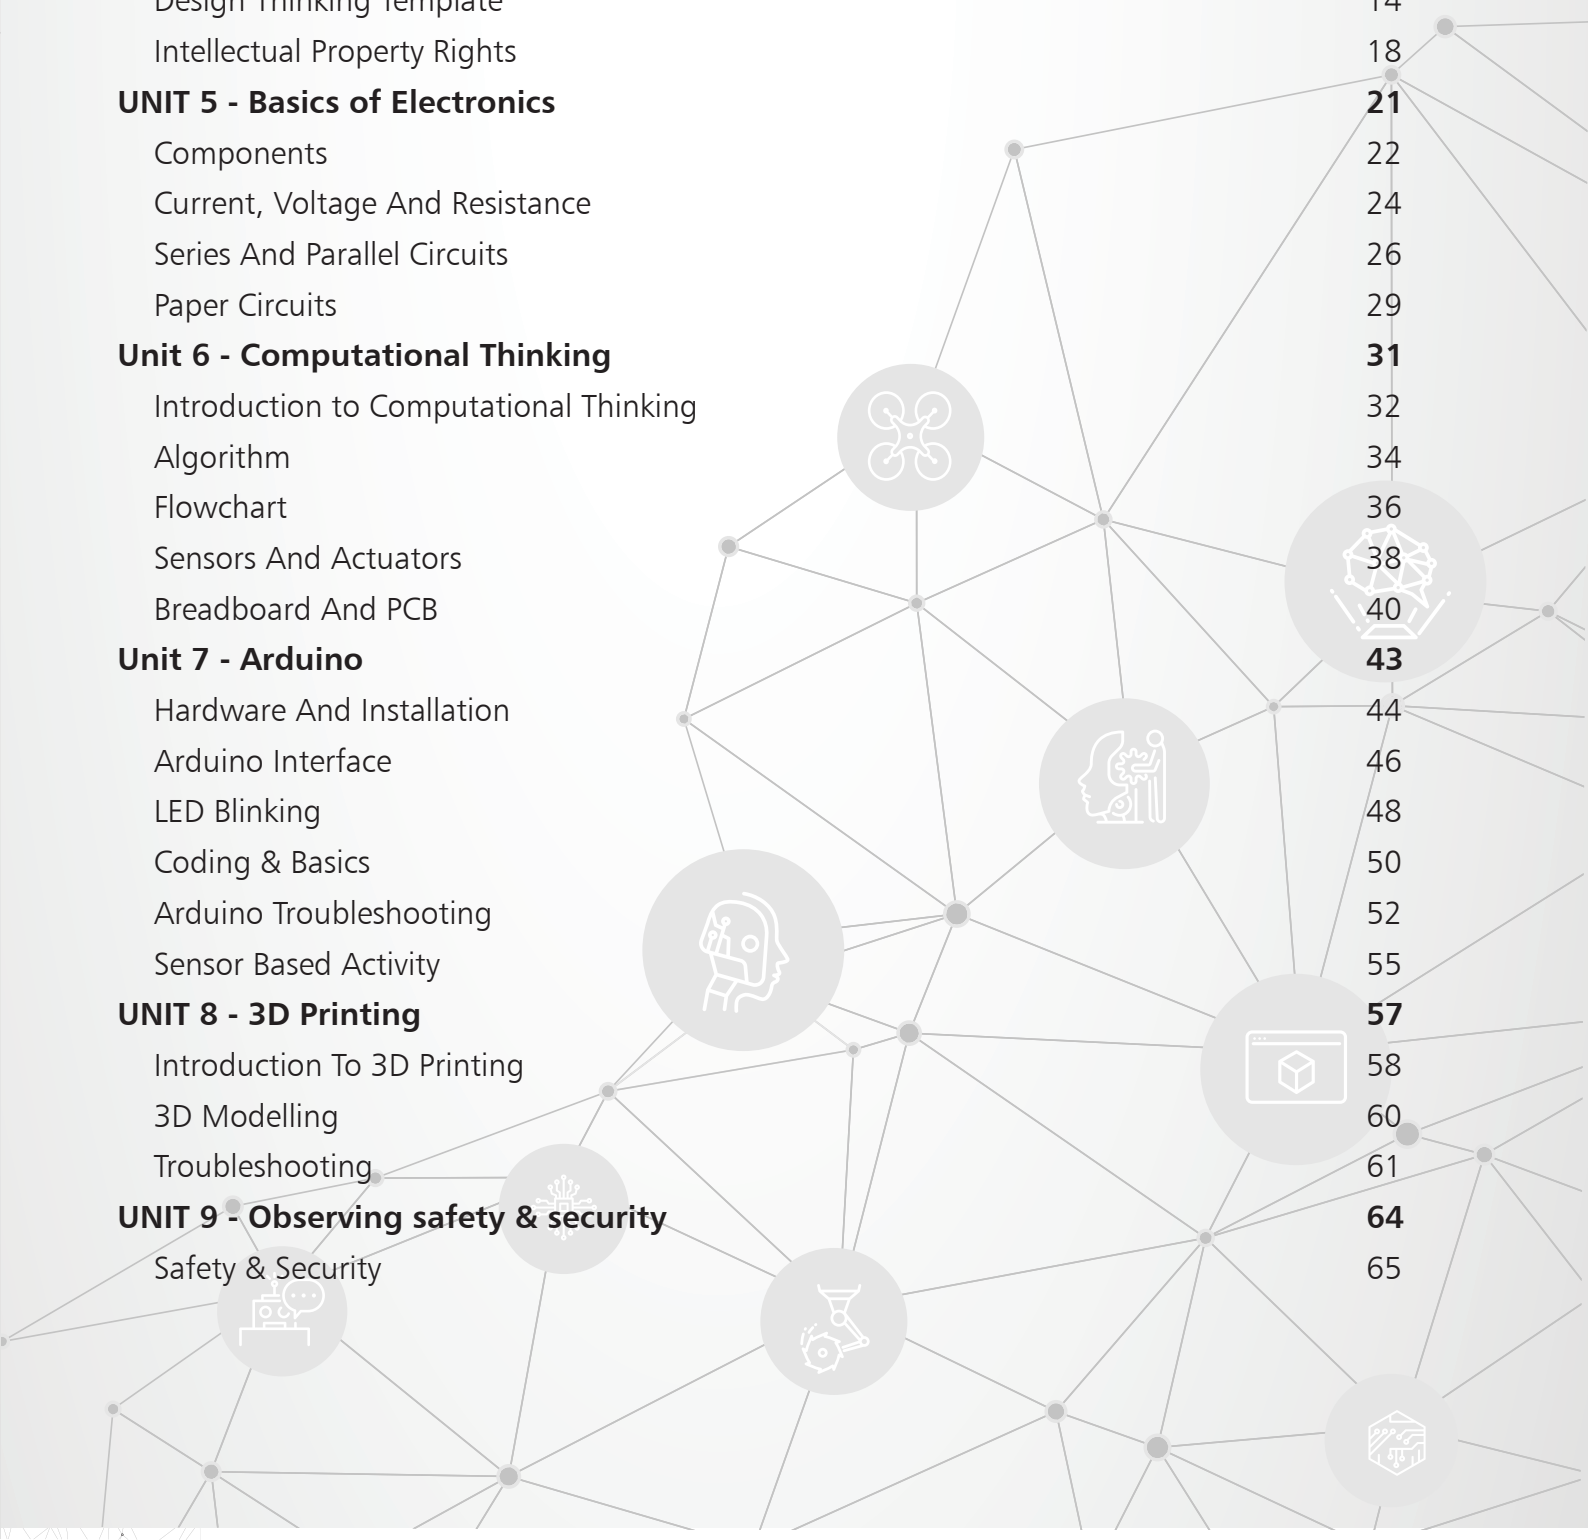 Design Thinking Template 14
Intellectual Property Rights 18
UNIT 5 - Basics of Electronics 21
Components 22
Current, Voltage And Resistance 24
Series And Parallel Circuits 26
Paper Circuits 29
Unit 6 - Computational Thinking 31
Introduction to Computational Thinking 32
Algorithm 34
Flowchart 36
Sensors And Actuators 38
Breadboard And PCB 40
Unit 7 - Arduino 43
Hardware And Installation 44
Arduino Interface 46
LED Blinking 48
Coding & Basics 50
Arduino Troubleshooting 52
Sensor Based Activity 55
UNIT 8 - 3D Printing 57
Introduction To 3D Printing 58
3D Modelling 60
Troubleshooting 61
UNIT 9 - Observing safety & security 64
Safety & Security 65